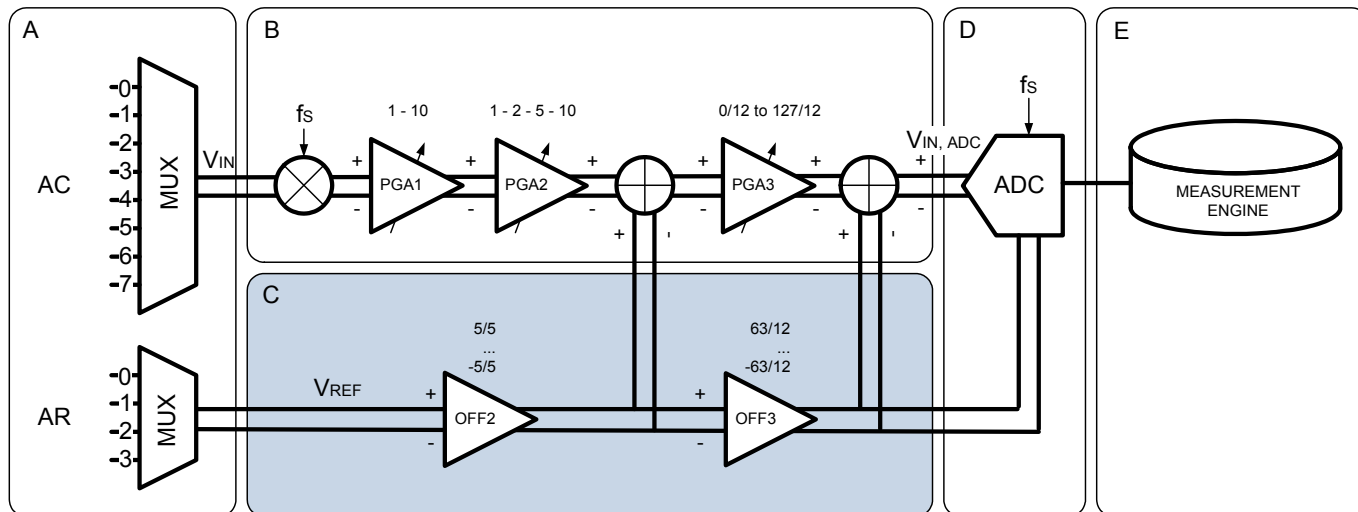 A
B
D
E
AC
-0
-1
-2
-3
-4
-5
-6
-7
MUX
VIN
fS
1 - 10
1 - 2 - 5 - 10
0/12 to 127/12
VIN, ADC
fS
+ + + + + +
PGA1
PGA2
PGA3
ADC
MEASUREMENT
ENGINE
- - - - - -
+ ' + '
C
AR
-0
-1
-2
-3
MUX
VREF
5/5
...
-5/5
63/12
...
-63/12
+ +
OFF2
OFF3
- -